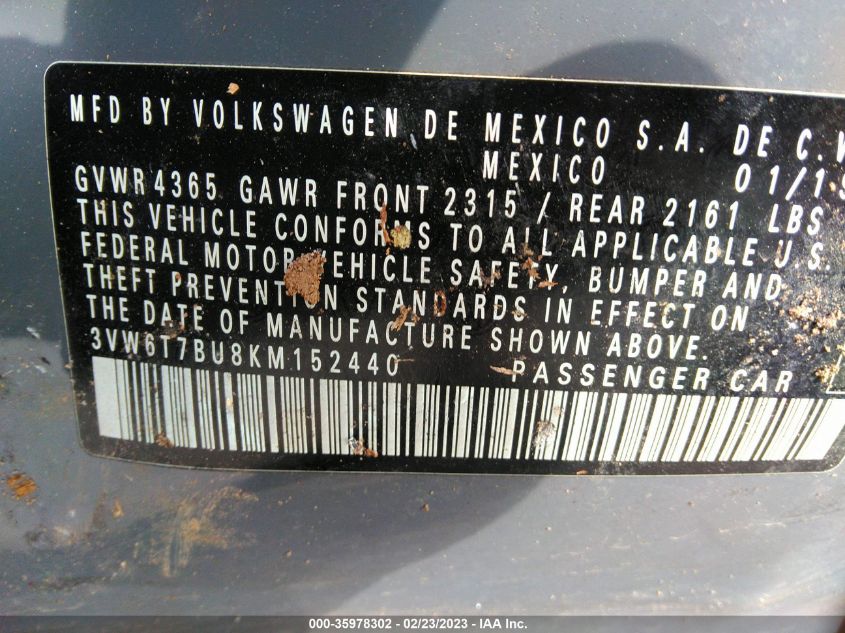 MFD BY VOLKSWAGEN DE MEXICO S.A. DE C.V
MEXICO 01/19
GVWR 4365 GAWR FRONT 2315 / REAR 2161 LBS
THIS VEHICLE CONFORMS TO ALL APPLICABLE U.S.
FEDERAL MOTOR VEHICLE SAFETY, BUMPER AND
THEFT PREVENTION STANDARDS IN EFFECT ON
THE DATE OF MANUFACTURE SHOWN ABOVE.
3VW6T7BU8KM152440 PASSENGER CAR
000-35978302 - 02/23/2023 - IAA Inc.